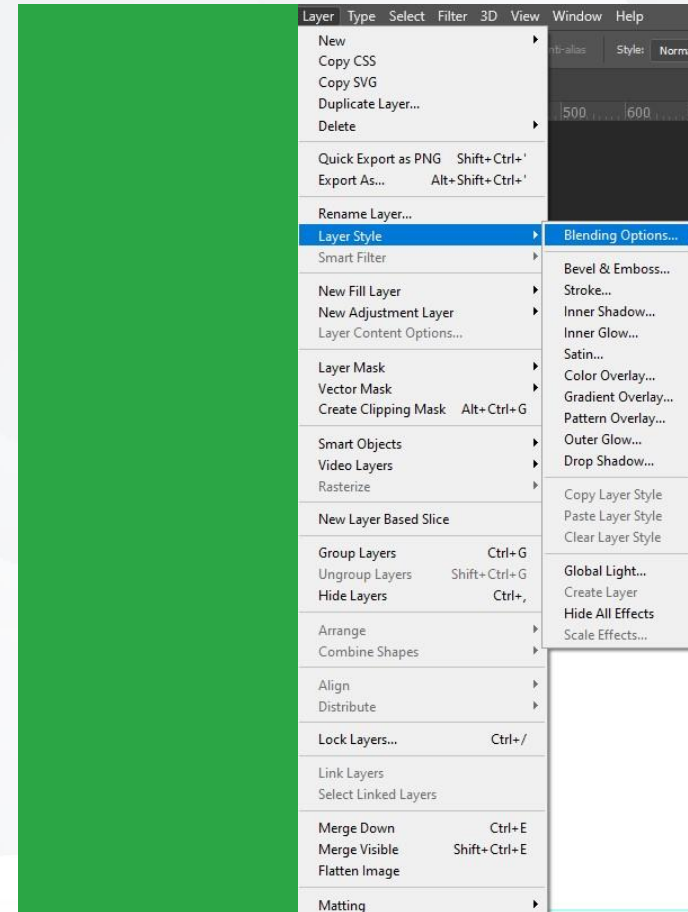 Layer Type Select Filter 3D View Window Help
nti-alias Style: Norma
500 600
New
Copy CSS
Copy SVG
Duplicate Layer...
Delete
Quick Export as PNG Shift+Ctrl+'
Export As... Alt+Shift+Ctrl+'
Rename Layer...
Layer Style
Smart Filter
New Fill Layer
New Adjustment Layer
Layer Content Options...
Layer Mask
Vector Mask
Create Clipping Mask Alt+Ctrl+G
Smart Objects
Video Layers
Rasterize
New Layer Based Slice
Group Layers Ctrl+G
Ungroup Layers Shift+Ctrl+G
Hide Layers Ctrl+,
Arrange
Combine Shapes
Align
Distribute
Lock Layers... Ctrl+/
Link Layers
Select Linked Layers
Merge Down Ctrl+E
Merge Visible Shift+Ctrl+E
Flatten Image
Matting
Blending Options...
Bevel & Emboss...
Stroke...
Inner Shadow...
Inner Glow...
Satin...
Color Overlay...
Gradient Overlay...
Pattern Overlay...
Outer Glow...
Drop Shadow...
Copy Layer Style
Paste Layer Style
Clear Layer Style
Global Light...
Create Layer
Hide All Effects
Scale Effects...